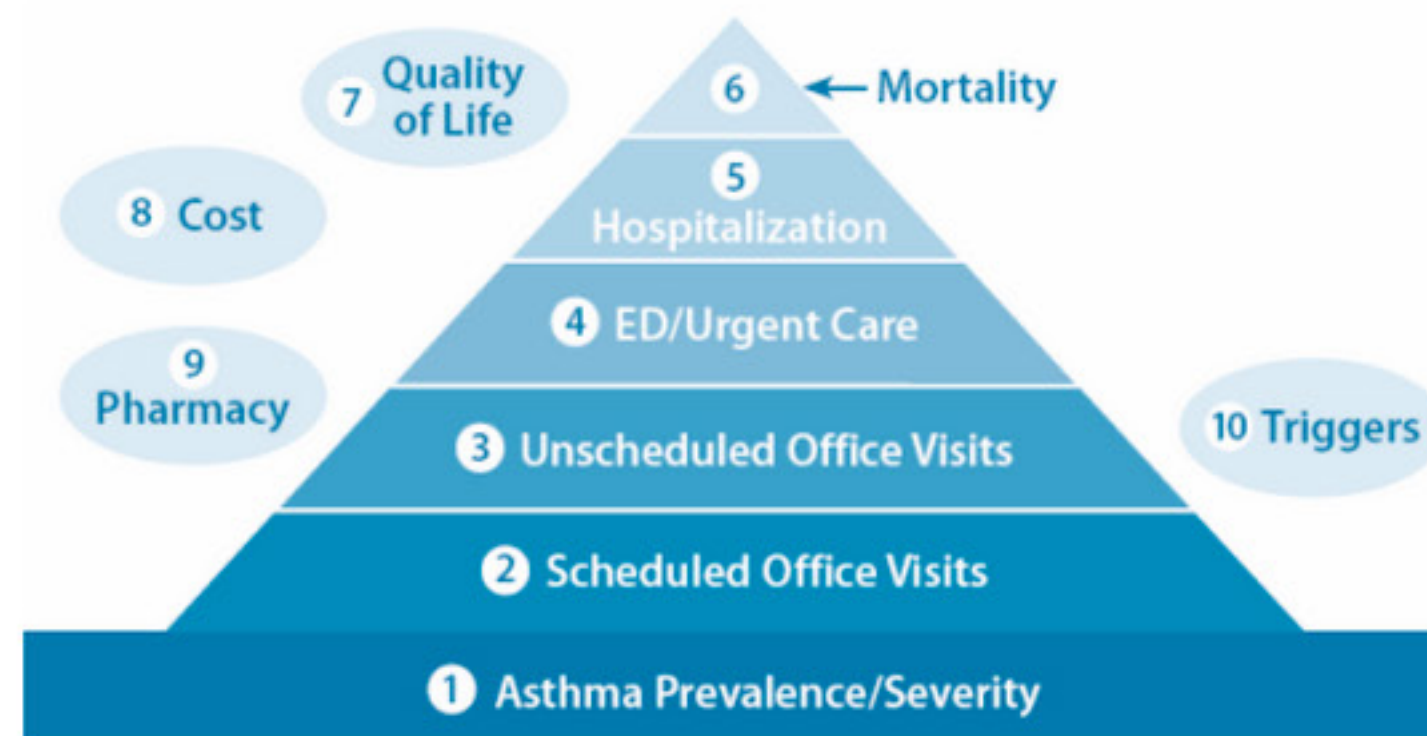 7 Quality
of Life
6
Mortality
8 Cost
5
Hospitalization
4 ED/Urgent Care
9
Pharmacy
3 Unscheduled Office Visits
10 Triggers
2 Scheduled Office Visits
1 Asthma Prevalence/Severity